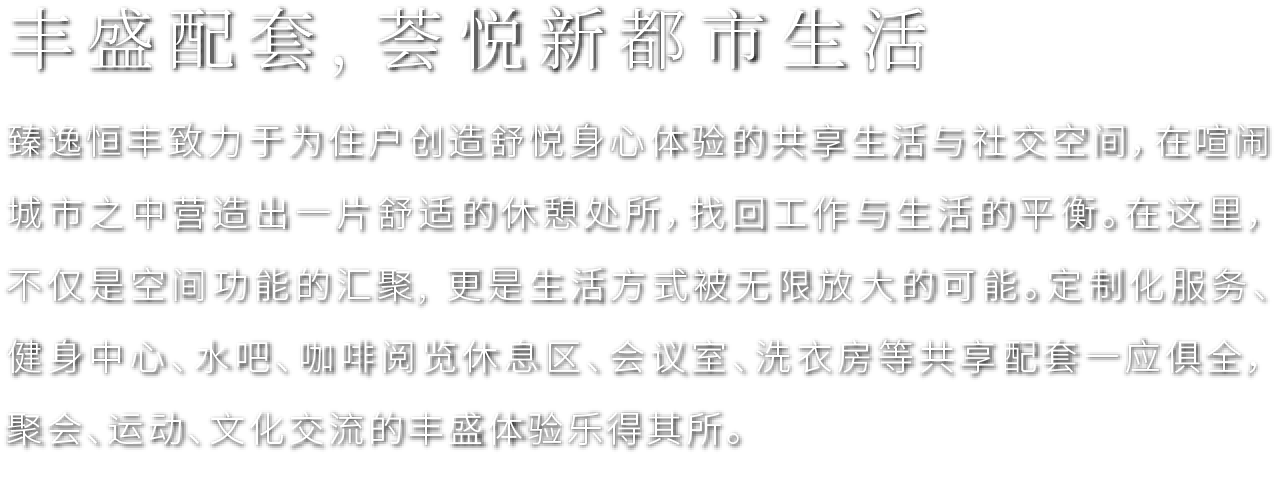 丰盛配套，荟悦新都市生活
臻逸恒丰致力于为住户创造舒悦身心体验的共享生活与社交空间，在喧闹
城市之中营造出一片舒适的休憩处所，找回工作与生活的平衡。在这里，
不仅是空间功能的汇聚，更是生活方式被无限放大的可能。定制化服务、
健身中心、水吧、咖啡阅览休息区、会议室、洗衣房等共享配套一应俱全，
聚会、运动、文化交流的丰盛体验乐得其所。